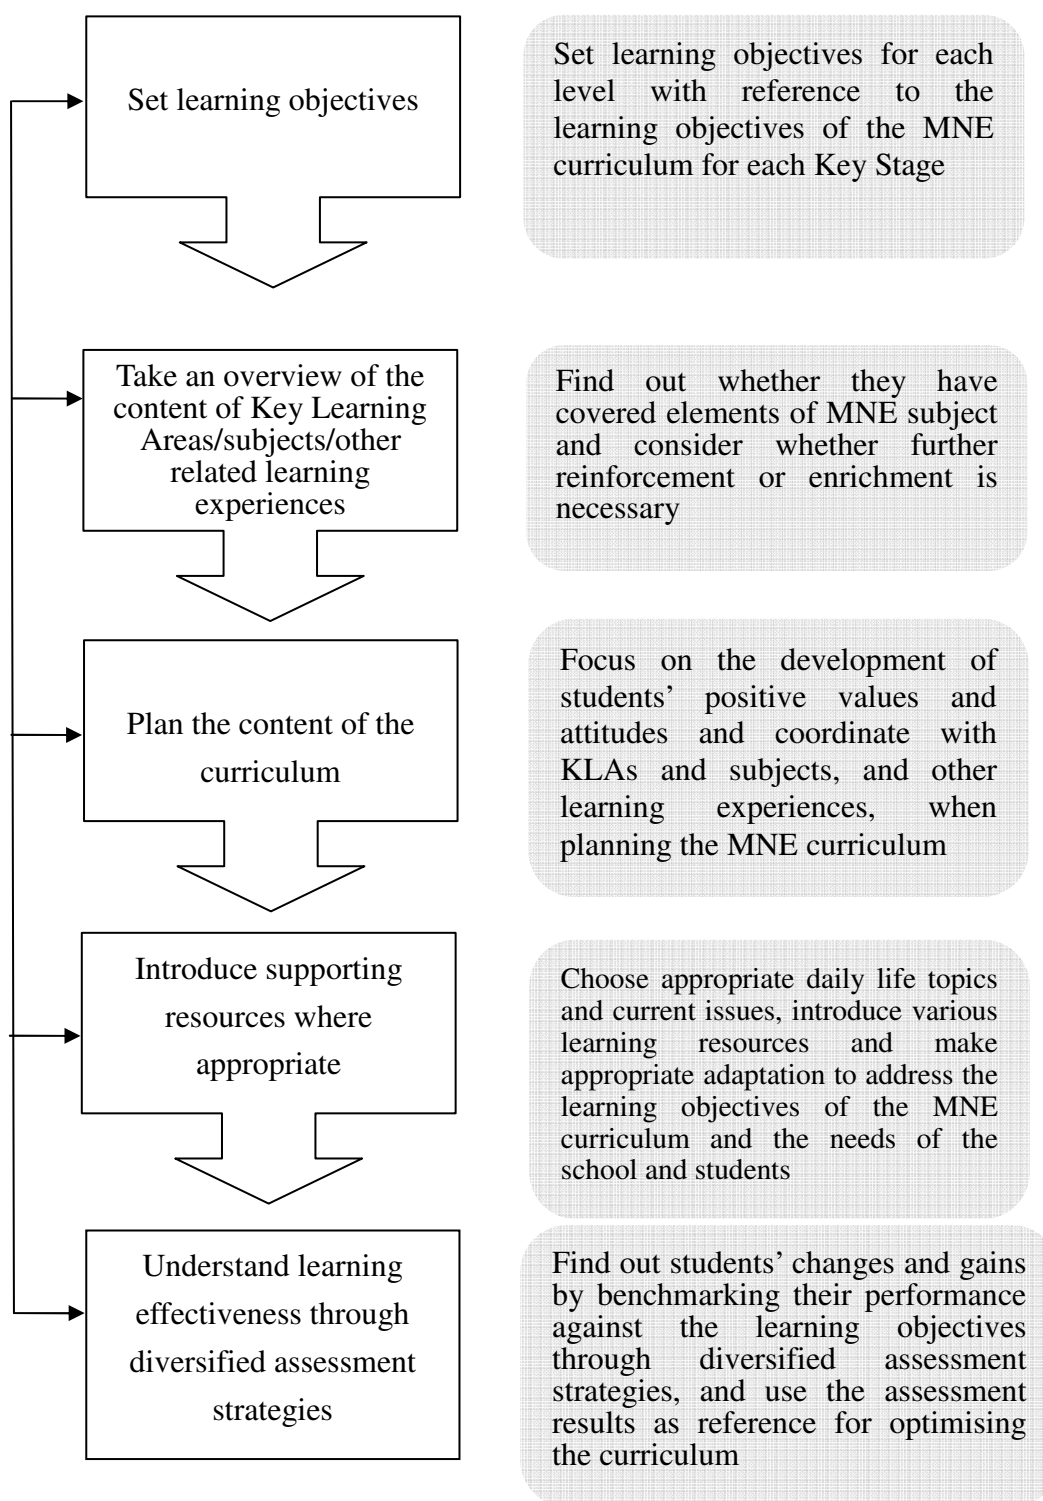 Set learning objectives
Set learning objectives for each
level with reference to the
learning objectives of the MNE
curriculum for each Key Stage
Take an overview of the
content of Key Learning
Areas/subjects/other
related learning
experiences
Find out whether they have
covered elements of MNE subject
and consider whether further
reinforcement or enrichment is
necessary
Plan the content of the
curriculum
Focus on the development of
students’ positive values and
attitudes and coordinate with
KLAs and subjects, and other
learning experiences, when
planning the MNE curriculum
Introduce supporting
resources where
appropriate
Choose appropriate daily life topics
and current issues, introduce various
learning resources and make
appropriate adaptation to address the
learning objectives of the MNE
curriculum and the needs of the
school and students
Understand learning
effectiveness through
diversified assessment
strategies
Find out students’ changes and gains
by benchmarking their performance
against the learning objectives
through diversified assessment
strategies, and use the assessment
results as reference for optimising
the curriculum